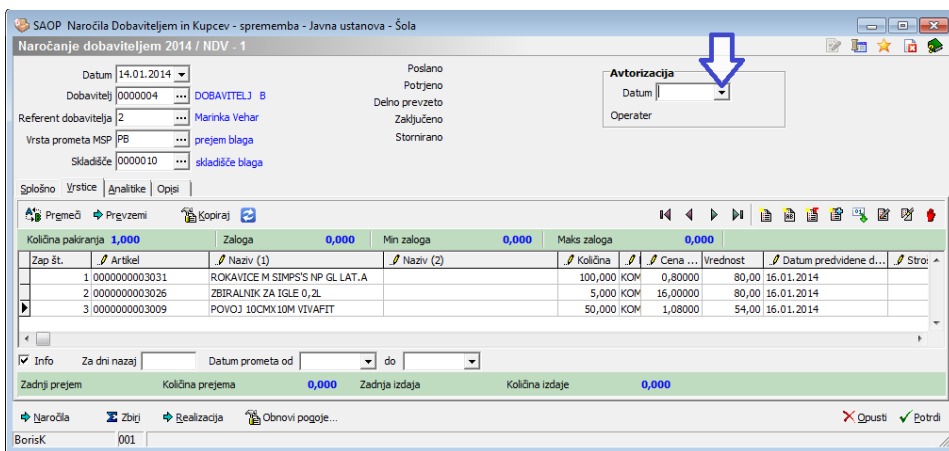 SAOP Naročila Dobaviteljem in Kupcev - sprememba - Javna ustanova - Šola
Naročanje dobaviteljem 2014 / NDV - 1
Datum 14.01.2014
Dobavitelj 0000004 ... DOBAVITELJ B
Referent dobavitelja 2 ... Marinka Vehar
Vrsta prometa MSP PB ... prejem blaga
Skladišče 0000010 ... skladišče blaga
Poslano
Potrjeno
Delno prevzeto
Zaključeno
Stornirano
Avtorizacija
Datum
Operater
Splošno Vrstice Analitike Opisi
Premeči Prevzemi Kopiraj
Količina pakiranja 1,000 Zaloga 0,000 Min zaloga 0,000 Maks zaloga 0,000
Zap št. Artikel Naziv (1) Naziv (2) Količina Cena ... Vrednost Datum predvidene d... Stro
1 0000000003031 ROKAVICE M SIMPS'S NP GL LAT.A 100,000 KOM 0,80000 80,00 16.01.2014
2 0000000003026 ZBIRALNIK ZA IGLE 0,2L 5,000 KOM 16,00000 80,00 16.01.2014
3 0000000003009 POVOJ 10CMX10M VIVAFIT 50,000 KOM 1,08000 54,00 16.01.2014
Info Za dni nazaj Datum prometa od do
Zadnji prejem Količina prejema 0,000 Zadnja izdaja Količina izdaje 0,000
Naročila Zbirj Realizacija Obnovi pogoje... Opusti Potrdi
BorisK 001